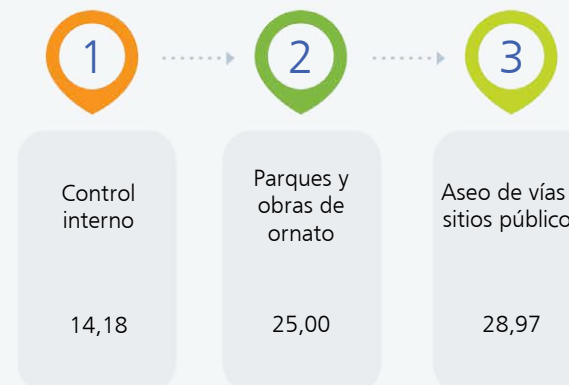 1
2
3
Control
interno
Parques y
obras de
ornato
Aseo de vías
sitios público
14,18
25,00
28,97